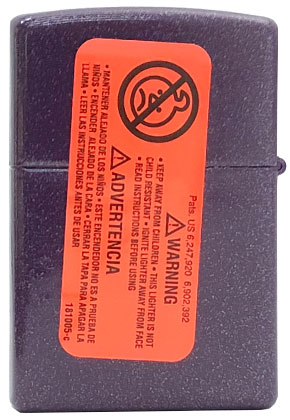 Pats. US 6,247,920 6,902,392
⚠WARNING
• KEEP AWAY FROM CHILDREN • THIS LIGHTER IS NOT
CHILD RESISTANT • IGNITE LIGHTER AWAY FROM FACE
• READ INSTRUCTIONS BEFORE USING
⚠ADVERTENCIA
• MANTENER ALEJADO DE LOS NIÑOS • ESTE ENCENDEDOR NO ES A PRUEBA DE
NIÑOS • ENCENDER ALEJADO DE LA CARA • CERRAR LA TAPA PARA APAGAR LA
LLAMA • LEER LAS INSTRUCCIONES ANTES DE USAR
181005-c